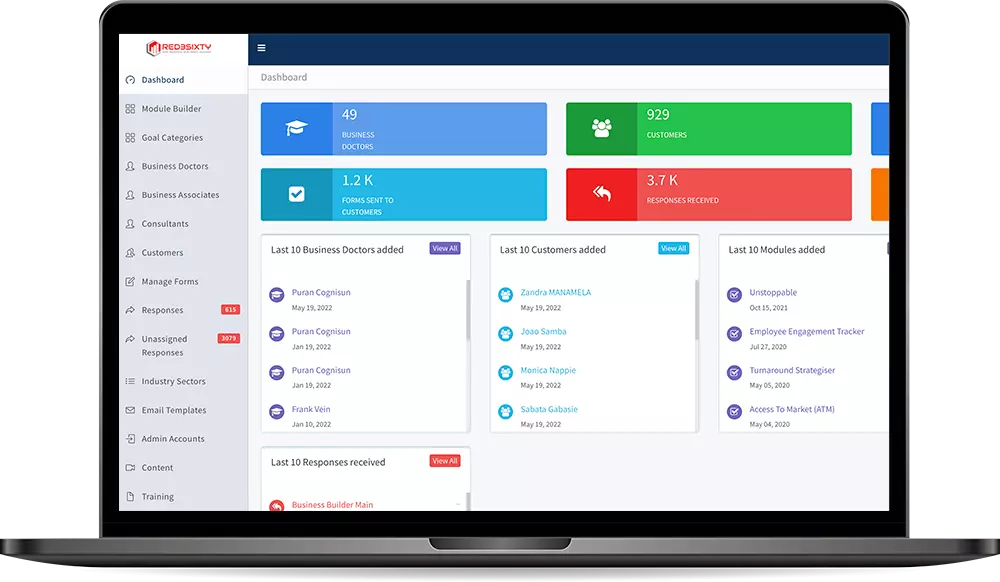 RED3SIXTY
Dashboard
Module Builder
Goal Categories
Business Doctors
Business Associates
Consultants
Customers
Manage Forms
Responses 615
Unassigned 3079
Responses
Industry Sectors
Email Templates
Admin Accounts
Content
Training
Dashboard
49
BUSINESS
DOCTORS
929
CUSTOMERS
1.2 K
FORMS SENT TO
CUSTOMERS
3.7 K
RESPONSES RECEIVED
Last 10 Business Doctors added View All
Puran Cognisun
May 19, 2022
Puran Cognisun
Jan 19, 2022
Puran Cognisun
Jan 19, 2022
Frank Vein
Jan 10, 2022
Last 10 Customers added View All
Zandra MANAMELA
May 19, 2022
Joao Samba
May 19, 2022
Monica Nappie
May 19, 2022
Sabata Gabasie
May 19, 2022
Last 10 Modules added
Unstoppable
Oct 15, 2021
Employee Engagement Tracker
Jul 27, 2020
Turnaround Strategiser
May 05, 2020
Access To Market (ATM)
May 04, 2020
Last 10 Responses received View All
Business Builder Main